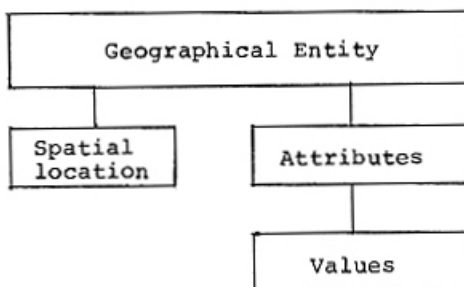 Geographical Entity
Spatial
location
Attributes
Values